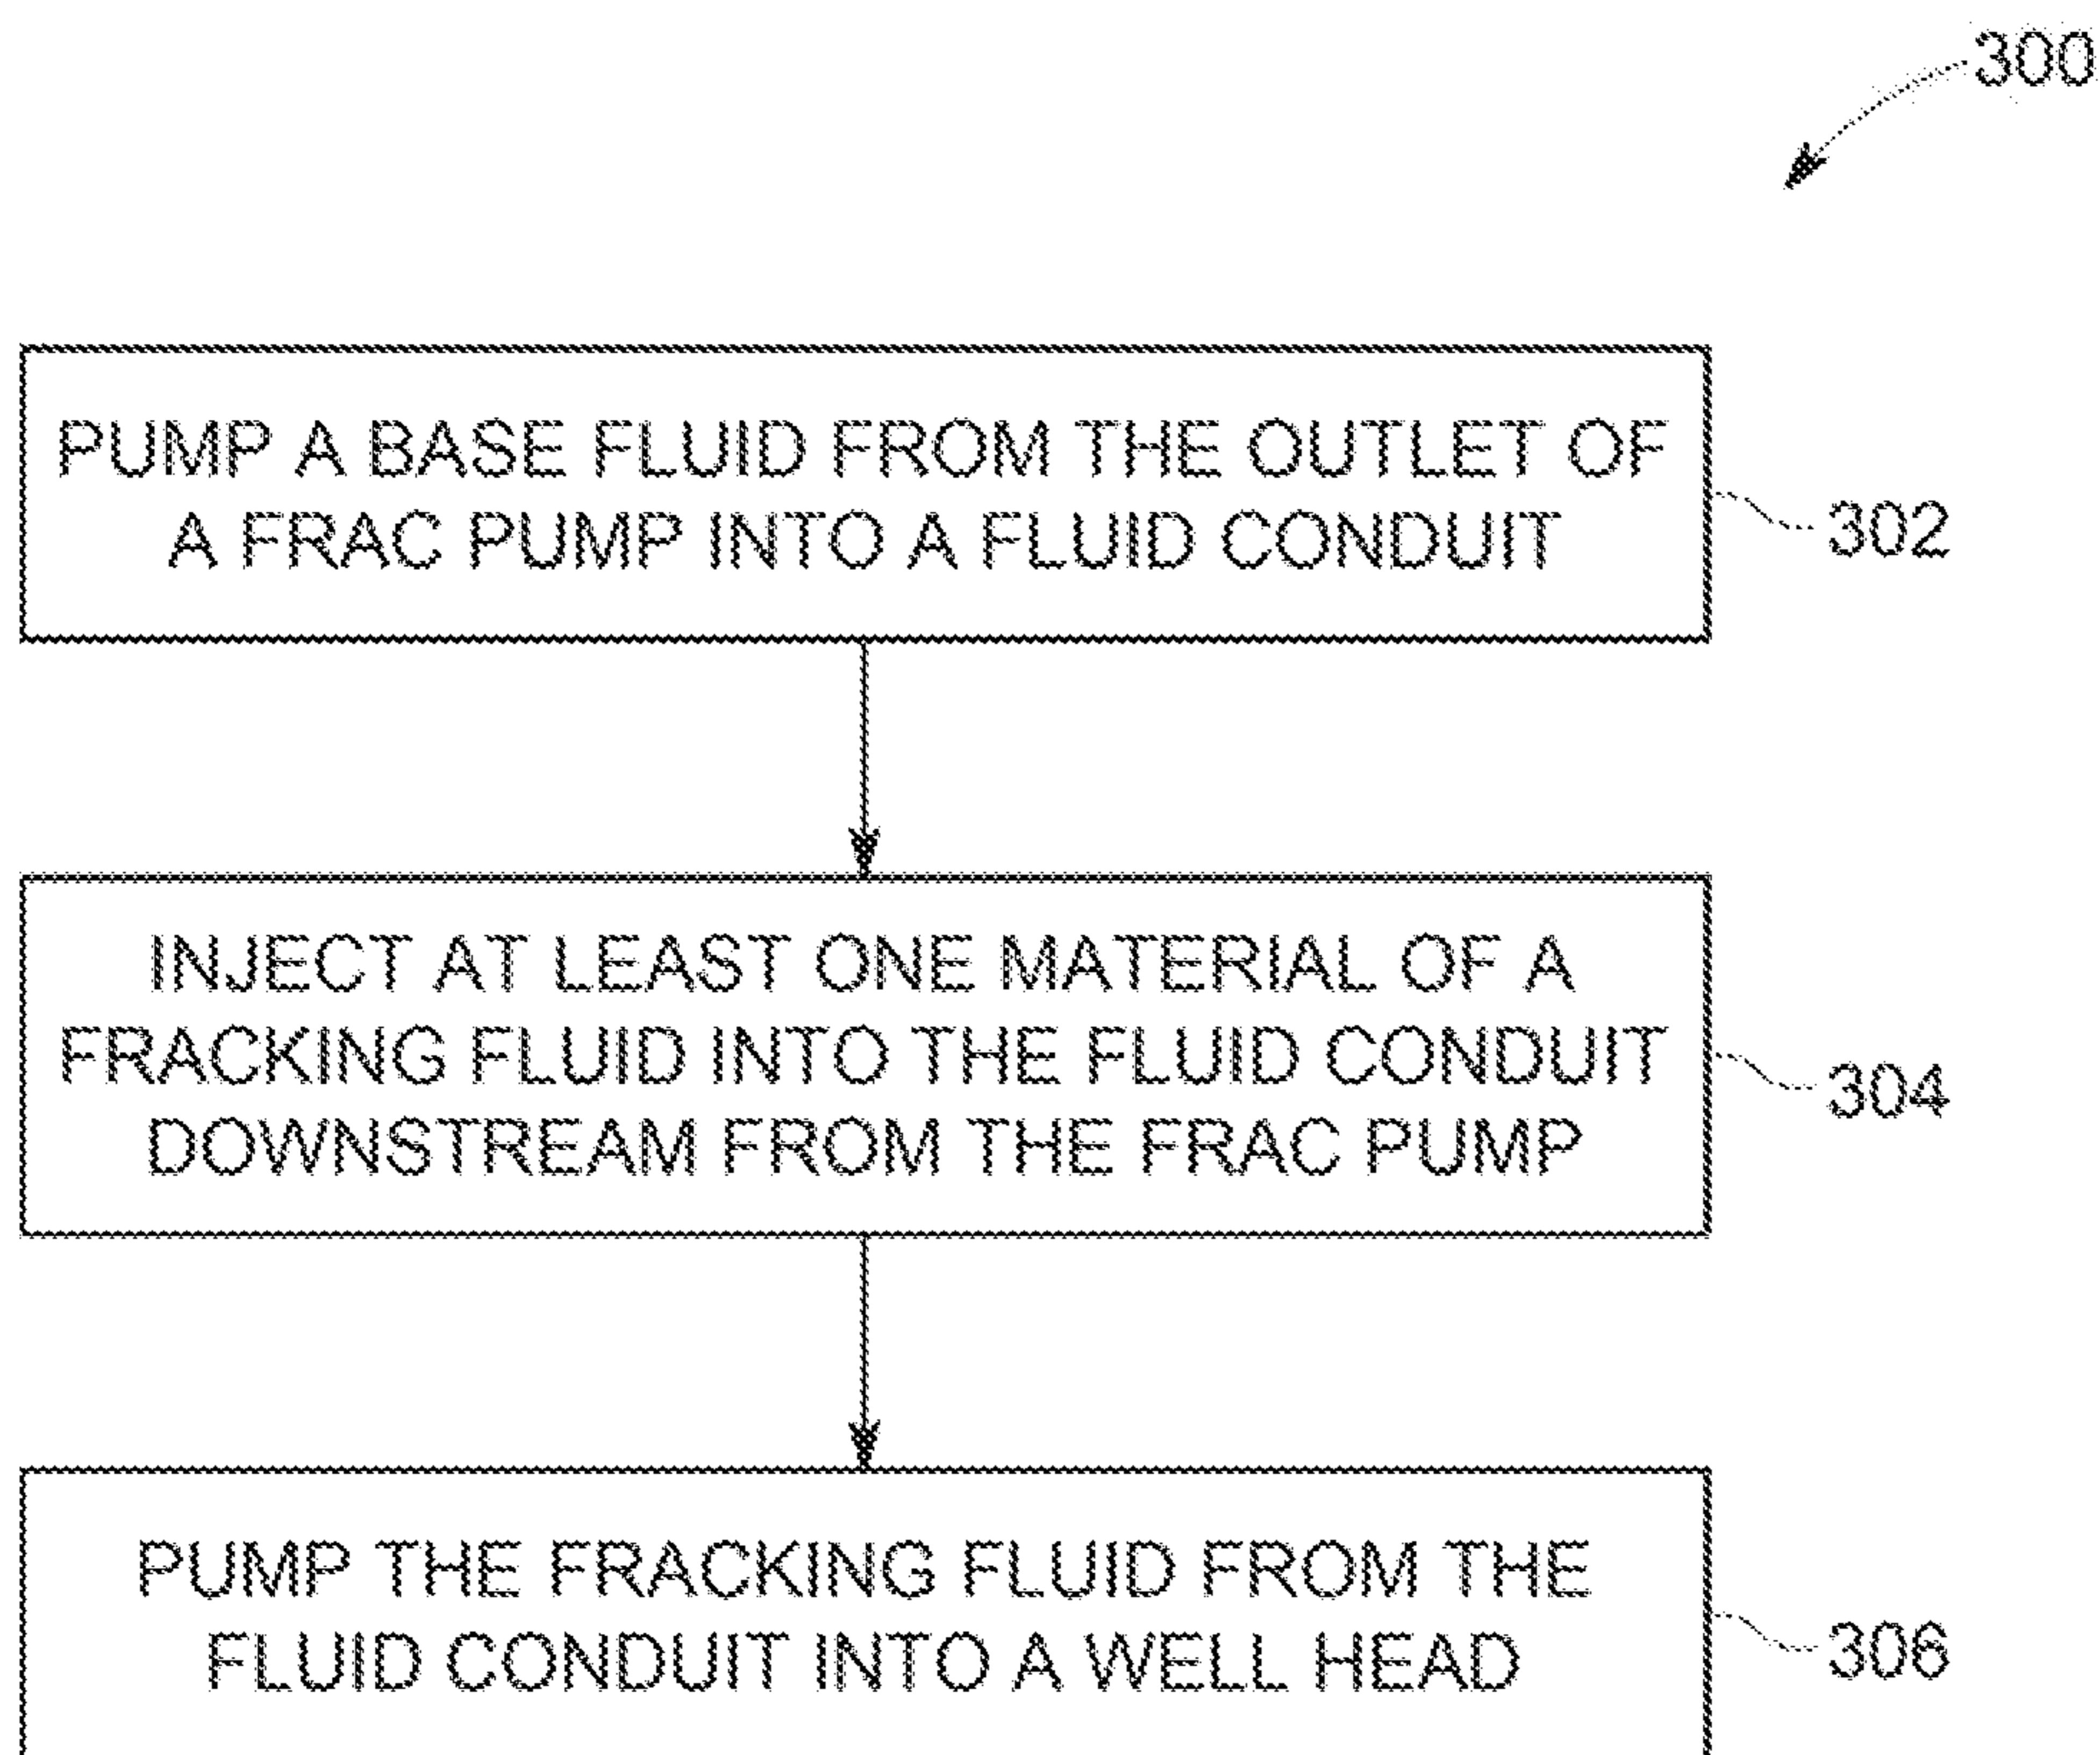 300
PUMP A BASE FLUID FROM THE OUTLET OF
A FRAC PUMP INTO A FLUID CONDUIT
302
INJECT AT LEAST ONE MATERIAL OF A
FRACKING FLUID INTO THE FLUID CONDUIT
DOWNSTREAM FROM THE FRAC PUMP
304
PUMP THE FRACKING FLUID FROM THE
FLUID CONDUIT INTO A WELL HEAD
306